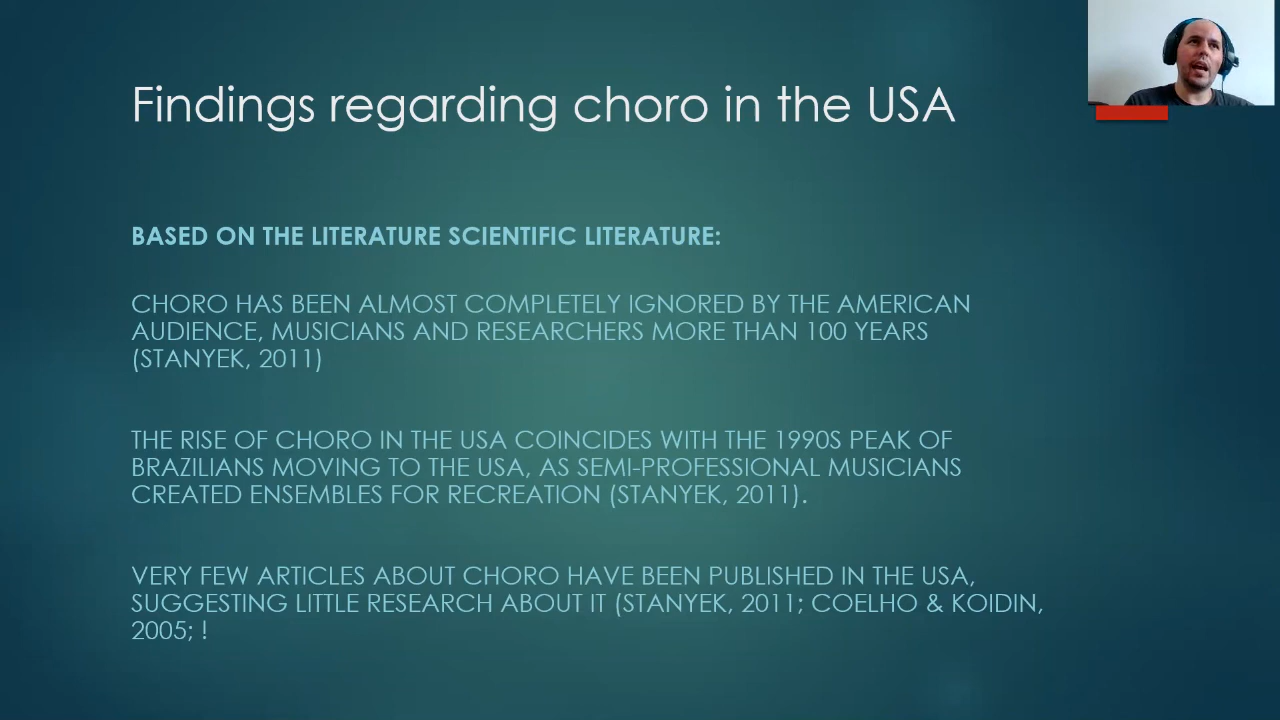 Findings regarding choro in the USA
BASED ON THE LITERATURE SCIENTIFIC LITERATURE:
CHORO HAS BEEN ALMOST COMPLETELY IGNORED BY THE AMERICAN
AUDIENCE, MUSICIANS AND RESEARCHERS MORE THAN 100 YEARS
(STANYEK, 2011)
THE RISE OF CHORO IN THE USA COINCIDES WITH THE 1990S PEAK OF
BRAZILIANS MOVING TO THE USA, AS SEMI-PROFESSIONAL MUSICIANS
CREATED ENSEMBLES FOR RECREATION (STANYEK, 2011).
VERY FEW ARTICLES ABOUT CHORO HAVE BEEN PUBLISHED IN THE USA,
SUGGESTING LITTLE RESEARCH ABOUT IT (STANYEK, 2011; COELHO & KOIDIN,
2005; !